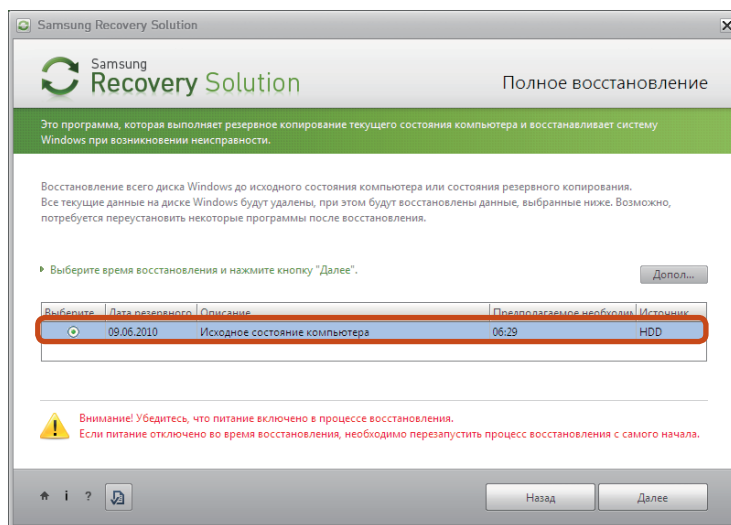 Samsung Recovery Solution
Samsung
Recovery Solution
Полное восстановление
Это программа, которая выполняет резервное копирование текущего состояния компьютера и восстанавливает систему
Windows при возникновении неисправности.
Восстановление всего диска Windows до исходного состояния компьютера или состояния резервного копирования.
Все текущие данные на диске Windows будут удалены, при этом будут восстановлены данные, выбранные ниже. Возможно,
потребуется переустановить некоторые программы после восстановления.
Выберите время восстановления и нажмите кнопку "Далее".
Допол...
Выберите Дата резервного Описание Предполагаемое необходим Источник
09.06.2010 Исходное состояние компьютера 06:29 HDD
Внимание! Убедитесь, что питание включено в процессе восстановления.
Если питание отключено во время восстановления, необходимо перезапустить процесс восстановления с самого начала.
Назад Далее